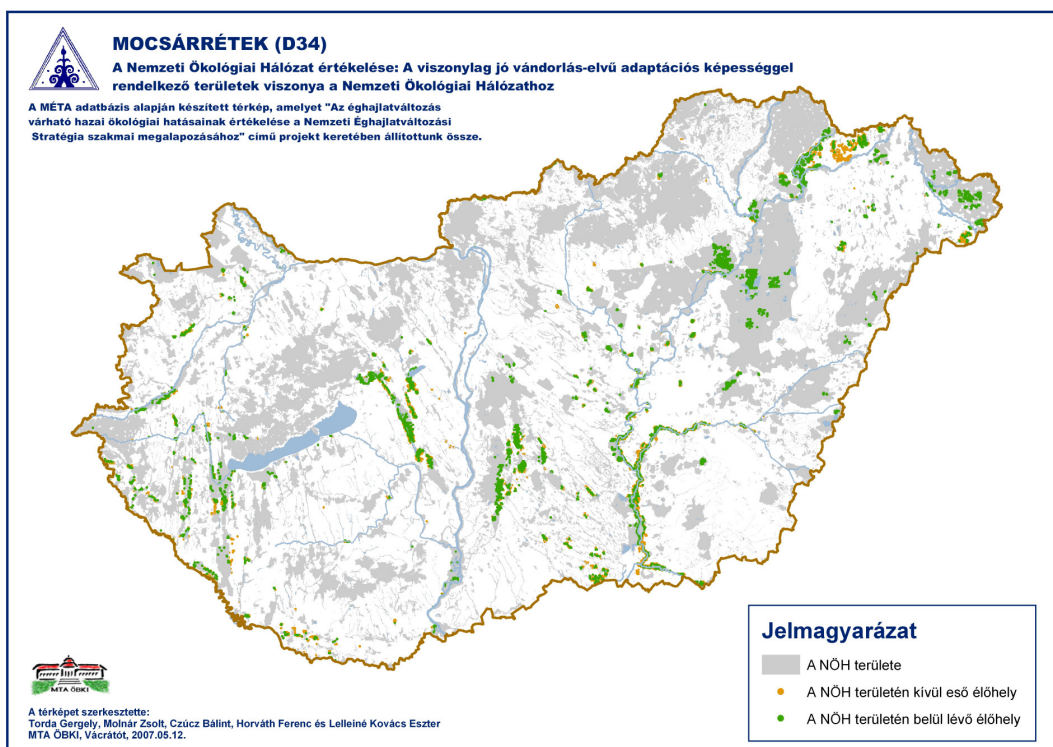 MOCSÁRRÉTEK (D34)
A Nemzeti Ökológiai Hálózat értékelése: A viszonylag jó vándorlás-elvű adaptációs képességgel
rendelkező területek viszonya a Nemzeti Ökológiai Hálózathoz
A MÉTA adatbázis alapján készített térkép, amelyet "Az éghajlatváltozás
várható hazai ökológiai hatásainak értékelése a Nemzeti Éghajlatváltozási
Stratégia szakmai megalapozásához" című projekt keretében állítottunk össze.
Jelmagyarázat
A NÖH területe
A NÖH területén kívül eső élőhely
A NÖH területén belül lévő élőhely
MTA ÖBKI
A térképet szerkesztette:
Torda Gergely, Molnár Zsolt, Czúcz Bálint, Horváth Ferenc és Lelleiné Kovács Eszter
MTA ÖBKI, Vácrátót, 2007.05.12.